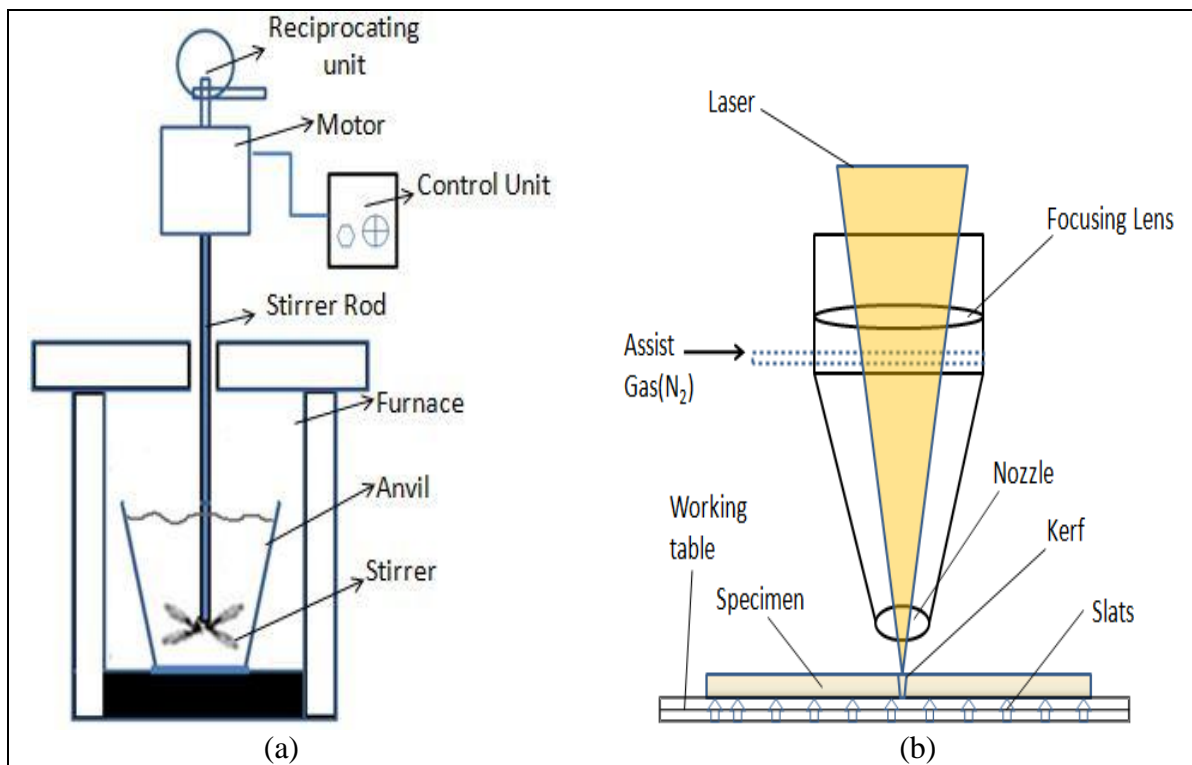 Reciprocating
unit
Motor
Control Unit
Stirrer Rod
Furnace
Anvil
Stirrer
(a)
Laser
Focusing Lens
Assist
Gas(N₂)
Nozzle
Working
table
Kerf
Specimen
Slats
(b)